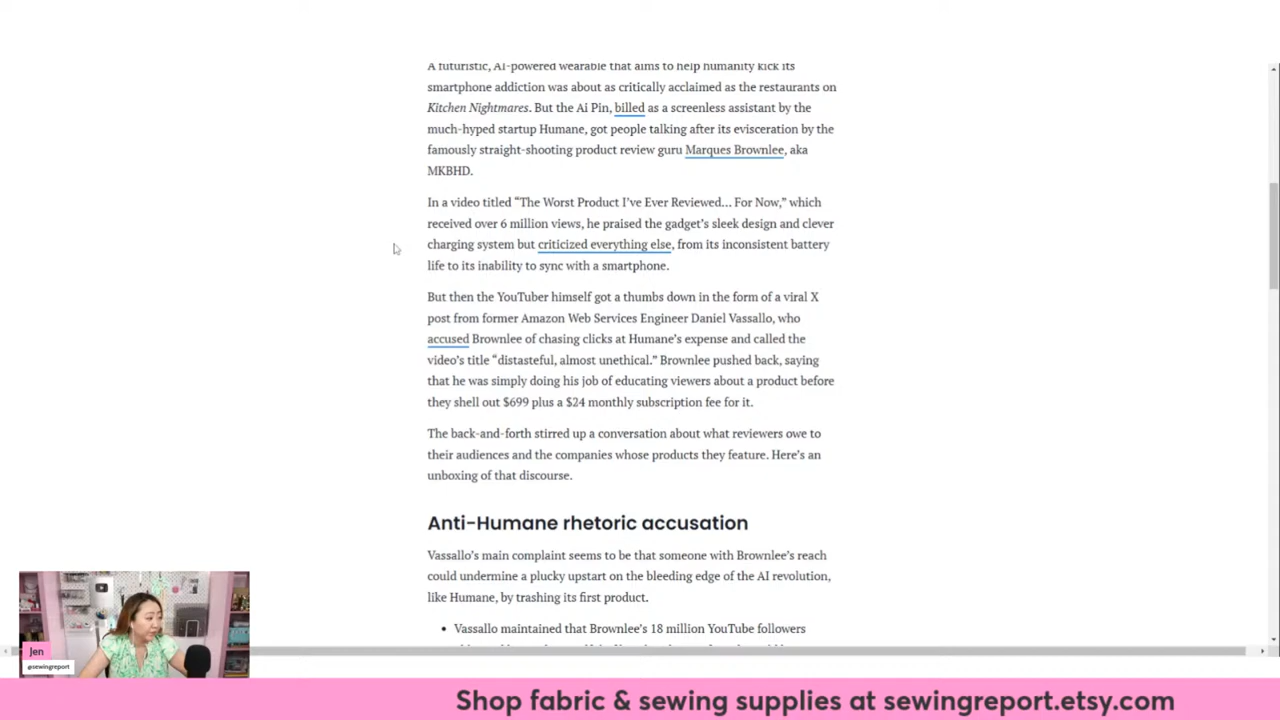 A futuristic, AI-powered wearable that aims to help humanity kick its
smartphone addiction was about as critically acclaimed as the restaurants on
Kitchen Nightmares. But the Ai Pin, billed as a screenless assistant by the
much-hyped startup Humane, got people talking after its evisceration by the
famously straight-shooting product review guru Marques Brownlee, aka
MKBHD.
In a video titled “The Worst Product I’ve Ever Reviewed... For Now,” which
received over 6 million views, he praised the gadget’s sleek design and clever
charging system but criticized everything else, from its inconsistent battery
life to its inability to sync with a smartphone.
But then the YouTuber himself got a thumbs down in the form of a viral X
post from former Amazon Web Services Engineer Daniel Vassallo, who
accused Brownlee of chasing clicks at Humane’s expense and called the
video’s title “distasteful, almost unethical.” Brownlee pushed back, saying
that he was simply doing his job of educating viewers about a product before
they shell out $699 plus a $24 monthly subscription fee for it.
The back-and-forth stirred up a conversation about what reviewers owe to
their audiences and the companies whose products they feature. Here’s an
unboxing of that discourse.
Anti-Humane rhetoric accusation
Vassallo’s main complaint seems to be that someone with Brownlee’s reach
could undermine a plucky upstart on the bleeding edge of the AI revolution,
like Humane, by trashing its first product.
• Vassallo maintained that Brownlee’s 18 million YouTube followers
Jen
@sewingreport
Shop fabric & sewing supplies at sewingreport.etsy.com